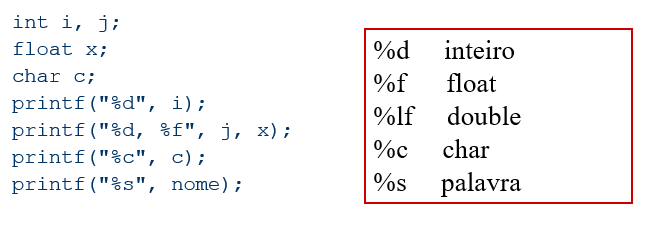 int i, j;
float x;
char c;
printf("%d", i);
printf("%d, %f", j, x);
printf("%c", c);
printf("%s", nome);
%d inteiro
%f float
%lf double
%c char
%s palavra